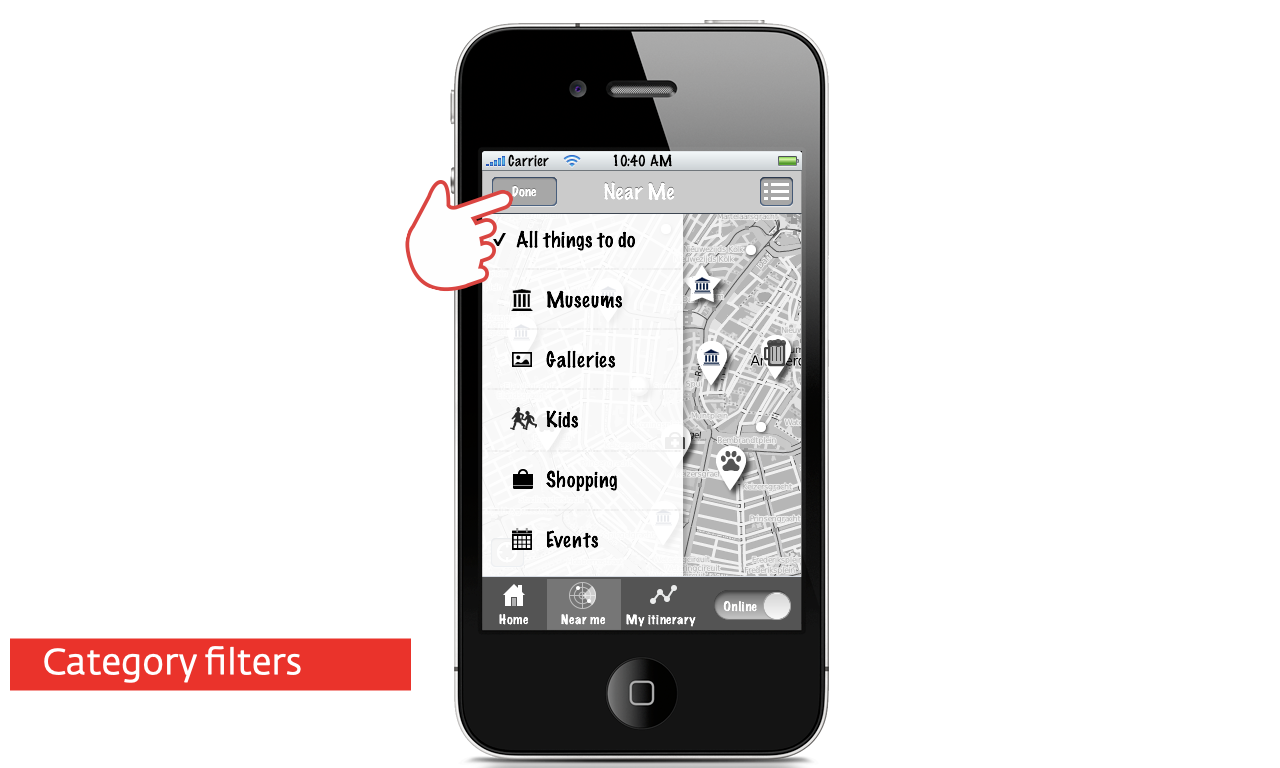 Carrier 10:40 AM
Done Near Me
All things to do
Museums
Galleries
Kids
Shopping
Events
Home Near me My itinerary Online
Category filters